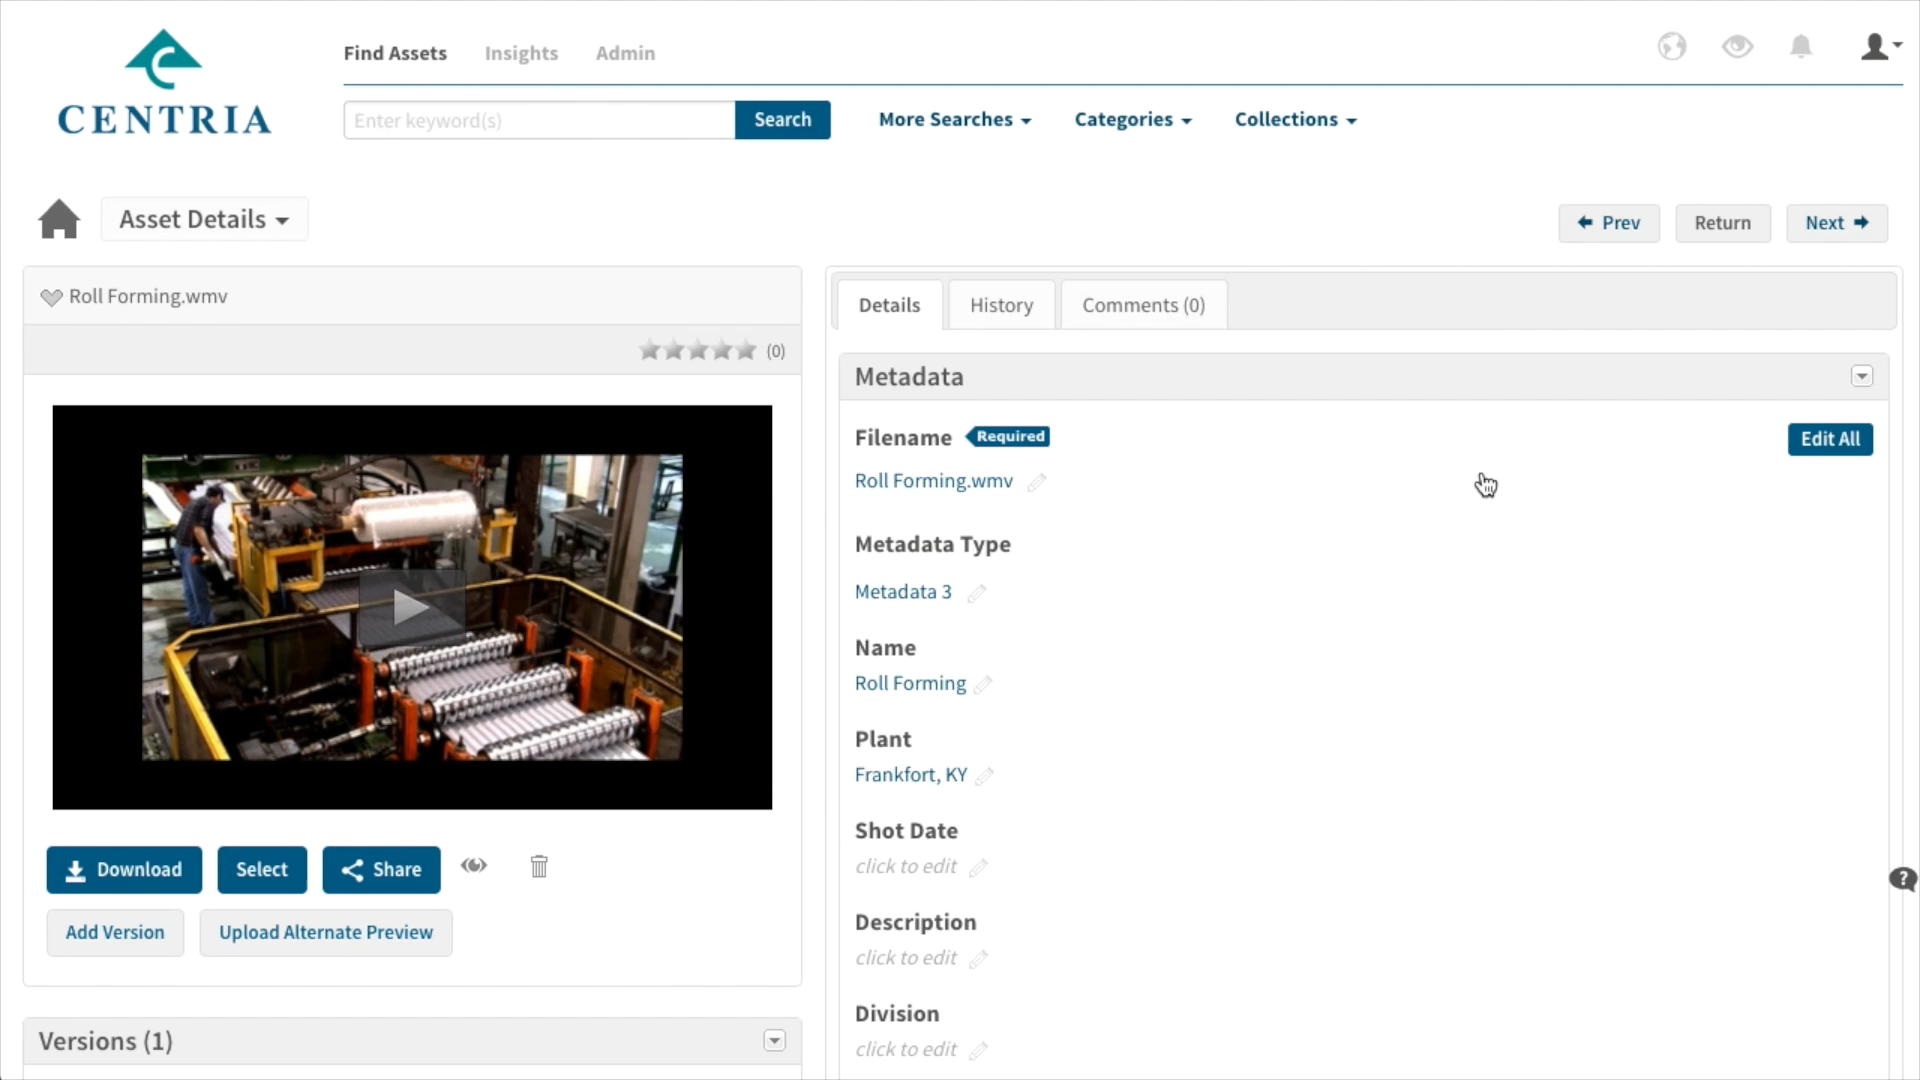 CENTRIA
Find Assets Insights Admin
Enter keyword(s) Search More Searches Categories Collections
Asset Details
Prev Return Next
Roll Forming.wmv
(0)
Download Select Share
Add Version Upload Alternate Preview
Versions (1)
Details History Comments (0)
Metadata
Filename Required Edit All
Roll Forming.wmv
Metadata Type
Metadata 3
Name
Roll Forming
Plant
Frankfort, KY
Shot Date
click to edit
Description
click to edit
Division
click to edit
?